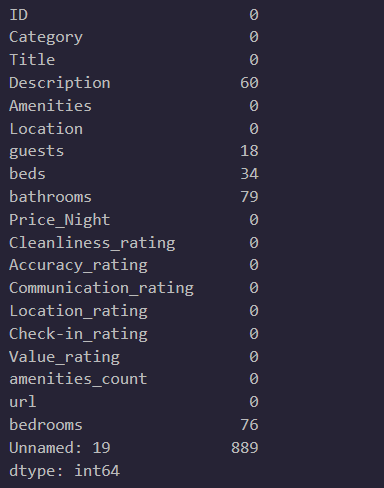 ID 0
Category 0
Title 0
Description 60
Amenities 0
Location 0
guests 18
beds 34
bathrooms 79
Price_Night 0
Cleanliness_rating 0
Accuracy_rating 0
Communication_rating 0
Location_rating 0
Check-in_rating 0
Value_rating 0
amenities_count 0
url 0
bedrooms 76
Unnamed: 19 889
dtype: int64